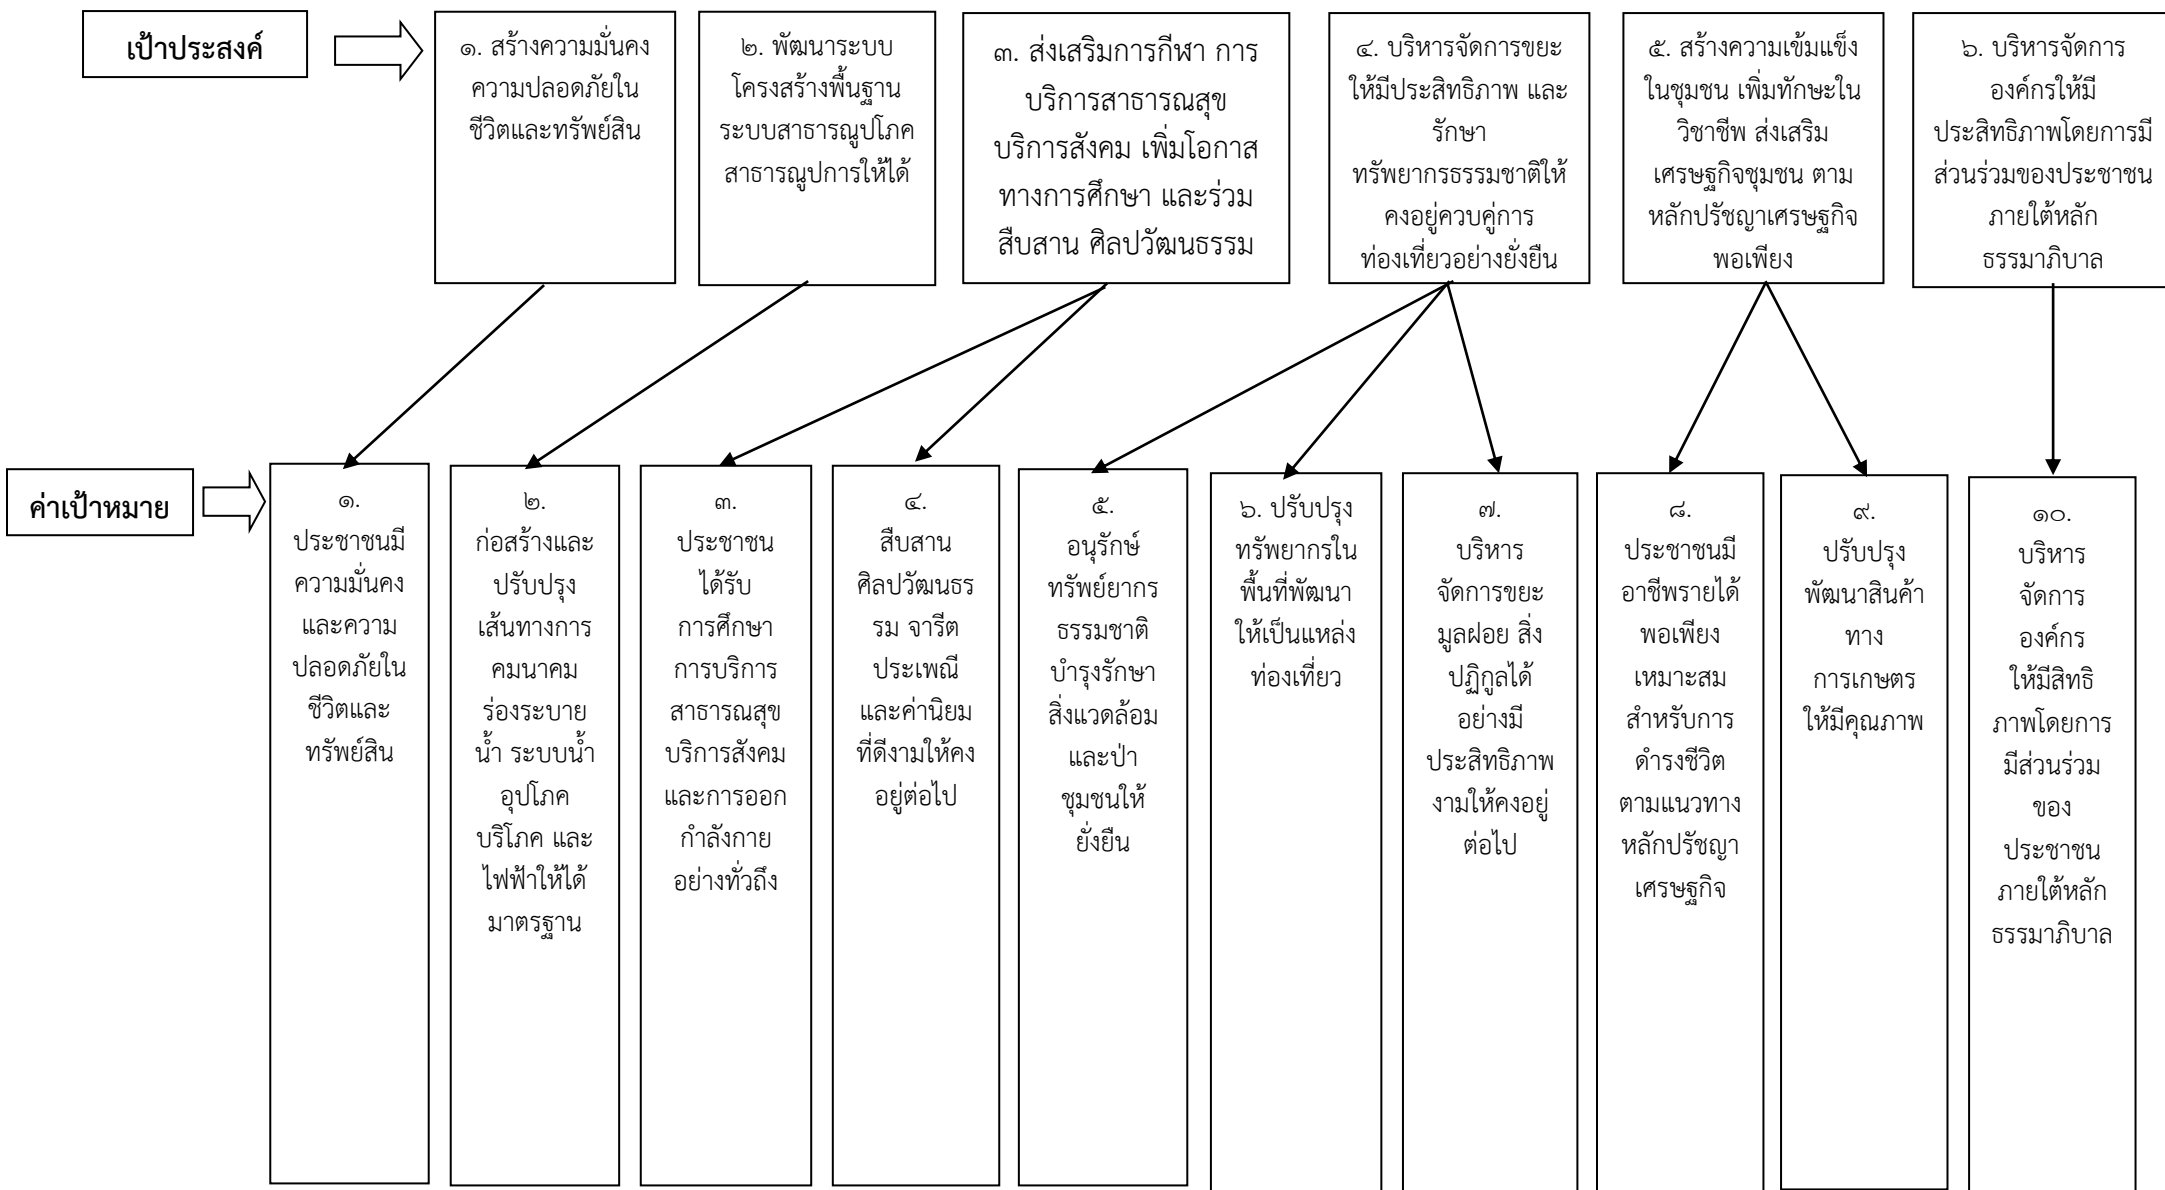 เป้าประสงค์
๑. สร้างความมั่นคง
ความปลอดภัยใน
ชีวิตและทรัพย์สิน
๒. พัฒนาระบบ
โครงสร้างพื้นฐาน
ระบบสาธารณูปโภค
สาธารณูปการให้ได้
๓. ส่งเสริมการกีฬา การ
บริการสาธารณสุข
บริการสังคม เพิ่มโอกาส
ทางการศึกษา และร่วม
สืบสาน ศิลปวัฒนธรรม
๔. บริหารจัดการขยะ
ให้มีประสิทธิภาพ และ
รักษา
ทรัพยากรธรรมชาติให้
คงอยู่ควบคู่การ
ท่องเที่ยวอย่างยั่งยืน
๕. สร้างความเข้มแข็ง
ในชุมชน เพิ่มทักษะใน
วิชาชีพ ส่งเสริม
เศรษฐกิจชุมชน ตาม
หลักปรัชญาเศรษฐกิจ
พอเพียง
๖. บริหารจัดการ
องค์กรให้มี
ประสิทธิภาพโดยการมี
ส่วนร่วมของประชาชน
ภายใต้หลัก
ธรรมาภิบาล
ค่าเป้าหมาย
๑.
ประชาชนมี
ความมั่นคง
และความ
ปลอดภัยใน
ชีวิตและ
ทรัพย์สิน
๒.
ก่อสร้างและ
ปรับปรุง
เส้นทางการ
คมนาคม
ร่องระบาย
น้ำ ระบบน้ำ
อุปโภค
บริโภค และ
ไฟฟ้าให้ได้
มาตรฐาน
๓.
ประชาชน
ได้รับ
การศึกษา
การบริการ
สาธารณสุข
บริการสังคม
และการออก
กำลังกาย
อย่างทั่วถึง
๔.
สืบสาน
ศิลปวัฒนธร
รม จารีต
ประเพณี
และค่านิยม
ที่ดีงามให้คง
อยู่ต่อไป
๕.
อนุรักษ์
ทรัพย์ยากร
ธรรมชาติ
บำรุงรักษา
สิ่งแวดล้อม
และป่า
ชุมชนให้
ยั่งยืน
๖. ปรับปรุง
ทรัพยากรใน
พื้นที่พัฒนา
ให้เป็นแหล่ง
ท่องเที่ยว
๗.
บริหาร
จัดการขยะ
มูลฝอย สิ่ง
ปฏิกูลได้
อย่างมี
ประสิทธิภาพ
งามให้คงอยู่
ต่อไป
๘.
ประชาชนมี
อาชีพรายได้
พอเพียง
เหมาะสม
สำหรับการ
ดำรงชีวิต
ตามแนวทาง
หลักปรัชญา
เศรษฐกิจ
๙.
ปรับปรุง
พัฒนาสินค้า
ทาง
การเกษตร
ให้มีคุณภาพ
๑๐.
บริหาร
จัดการ
องค์กร
ให้มีสิทธิ
ภาพโดยการ
มีส่วนร่วม
ของ
ประชาชน
ภายใต้หลัก
ธรรมาภิบาล